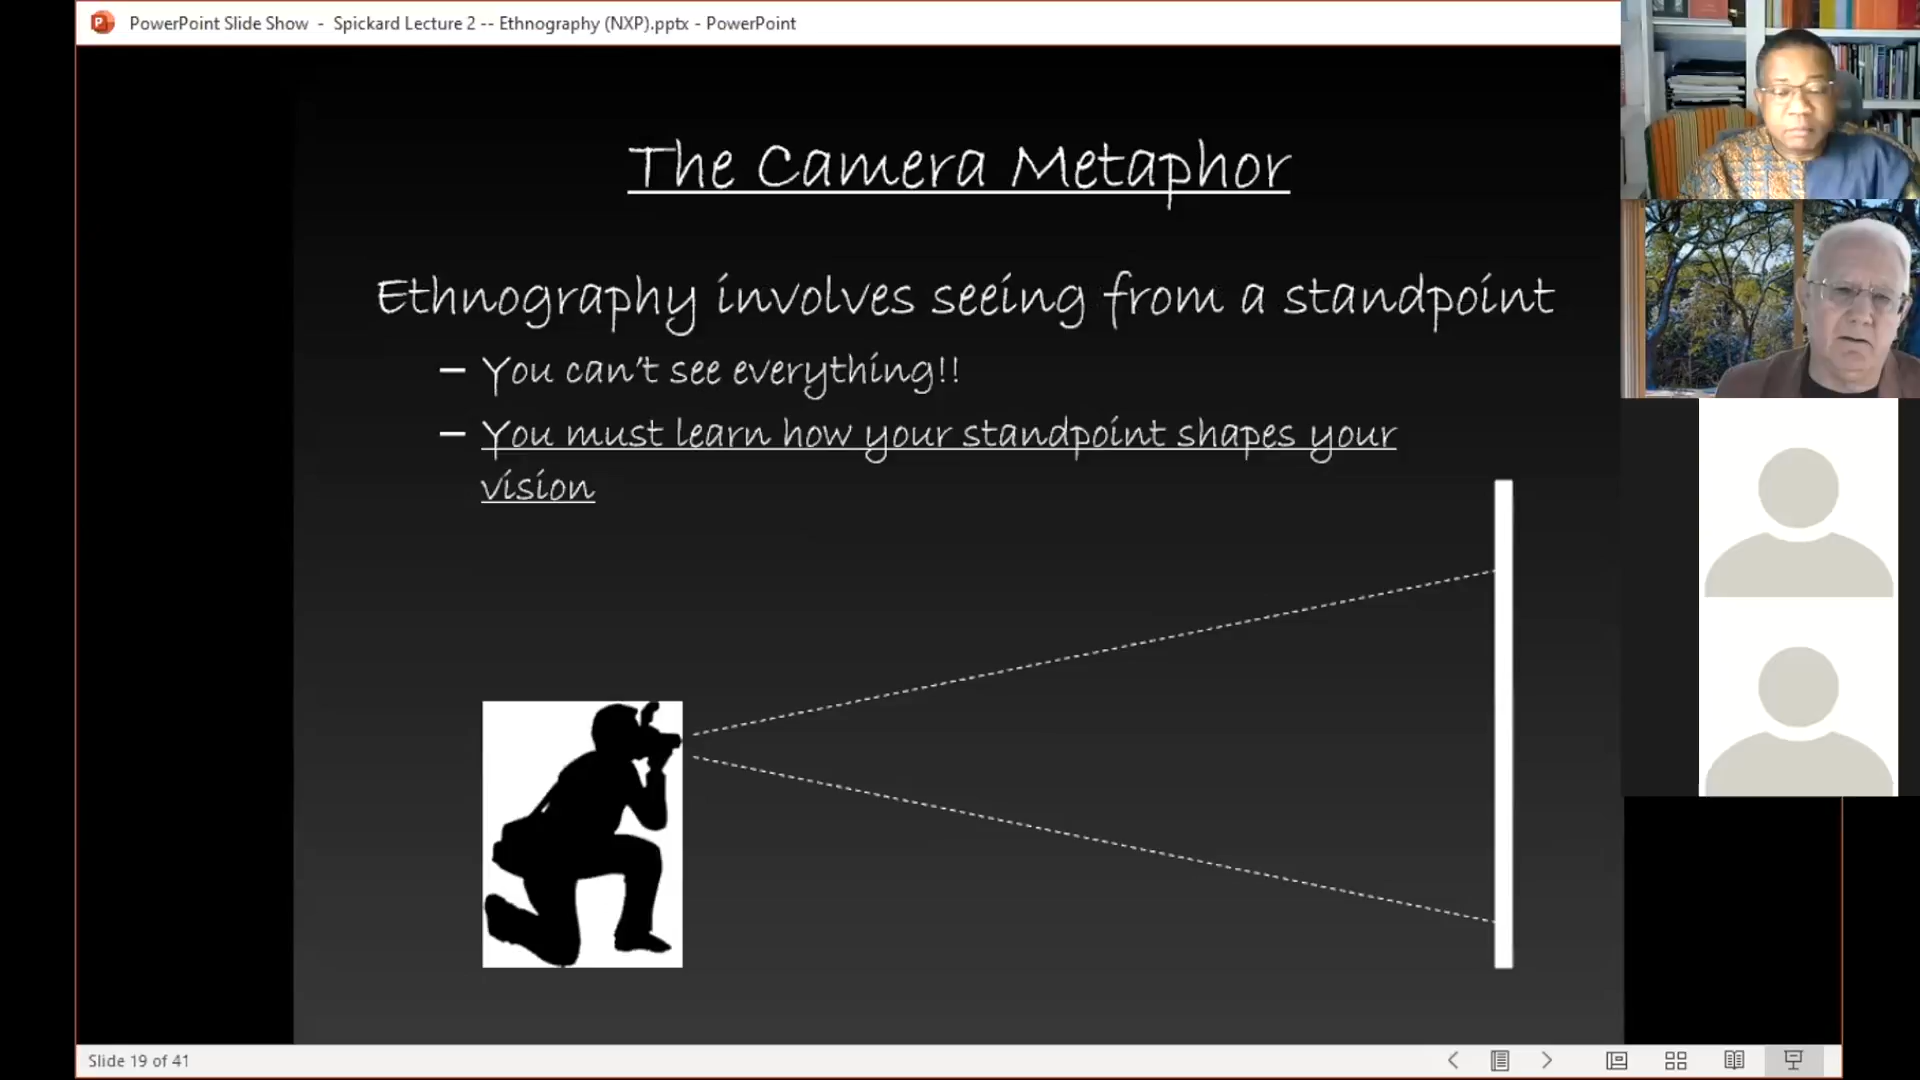 PowerPoint Slide Show - Spickard Lecture 2 -- Ethnography (NXP).pptx - PowerPoint
The Camera Metaphor
Ethnography involves seeing from a standpoint
– You can't see everything!!
– You must learn how your standpoint shapes your
vision
Slide 19 of 41